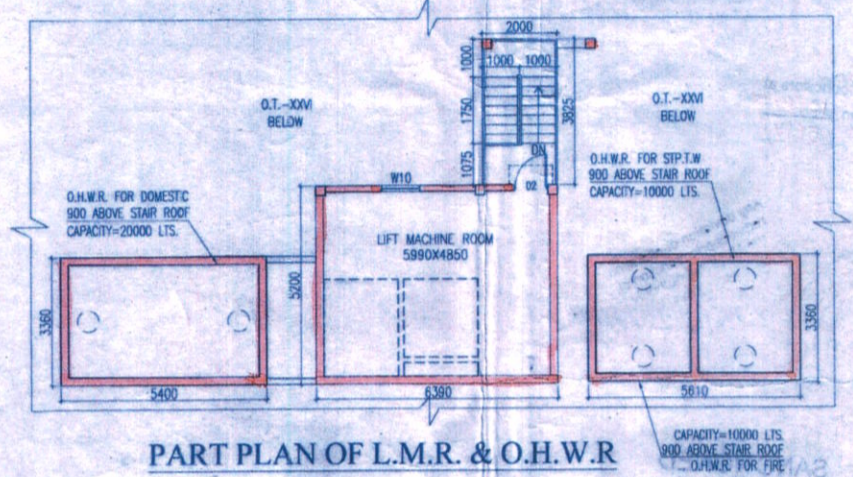 2000
1000
1000 1000
1750
3825
1075
DN
D2
O.T.-XXVI
BELOW
O.T.-XXVI
BELOW
W10
O.H.W.R. FOR DOMESTIC
900 ABOVE STAIR ROOF
CAPACITY=20000 LTS.
O.H.W.R. FOR STP.T.W
900 ABOVE STAIR ROOF
CAPACITY=10000 LTS.
LIFT MACHINE ROOM
5990X4850
3360
5200
3360
5400
6390
5610
CAPACITY=10000 LTS.
900 ABOVE STAIR ROOF
O.H.W.R. FOR FIRE
PART PLAN OF L.M.R. & O.H.W.R